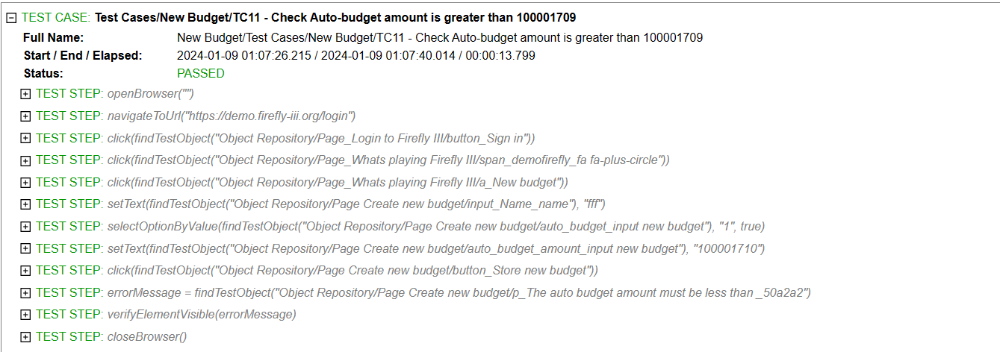 TEST CASE: Test Cases/New Budget/TC11 - Check Auto-budget amount is greater than 100001709
Full Name: New Budget/Test Cases/New Budget/TC11 - Check Auto-budget amount is greater than 100001709
Start / End / Elapsed: 2024-01-09 01:07:26.215 / 2024-01-09 01:07:40.014 / 00:00:13.799
Status: PASSED
TEST STEP: openBrowser("")
TEST STEP: navigateToUrl("https://demo.firefly-iii.org/login")
TEST STEP: click(findTestObject("Object Repository/Page_Login to Firefly III/button_Sign in"))
TEST STEP: click(findTestObject("Object Repository/Page_Whats playing Firefly III/span_demofirefly_fa fa-plus-circle"))
TEST STEP: click(findTestObject("Object Repository/Page_Whats playing Firefly III/a_New budget"))
TEST STEP: setText(findTestObject("Object Repository/Page Create new budget/input_Name_name"), "fff")
TEST STEP: selectOptionByValue(findTestObject("Object Repository/Page Create new budget/auto_budget_input new budget"), "1", true)
TEST STEP: setText(findTestObject("Object Repository/Page Create new budget/auto_budget_amount_input new budget"), "100001710")
TEST STEP: click(findTestObject("Object Repository/Page Create new budget/button_Store new budget"))
TEST STEP: errorMessage = findTestObject("Object Repository/Page Create new budget/p_The auto budget amount must be less than _50a2a2")
TEST STEP: verifyElementVisible(errorMessage)
TEST STEP: closeBrowser()